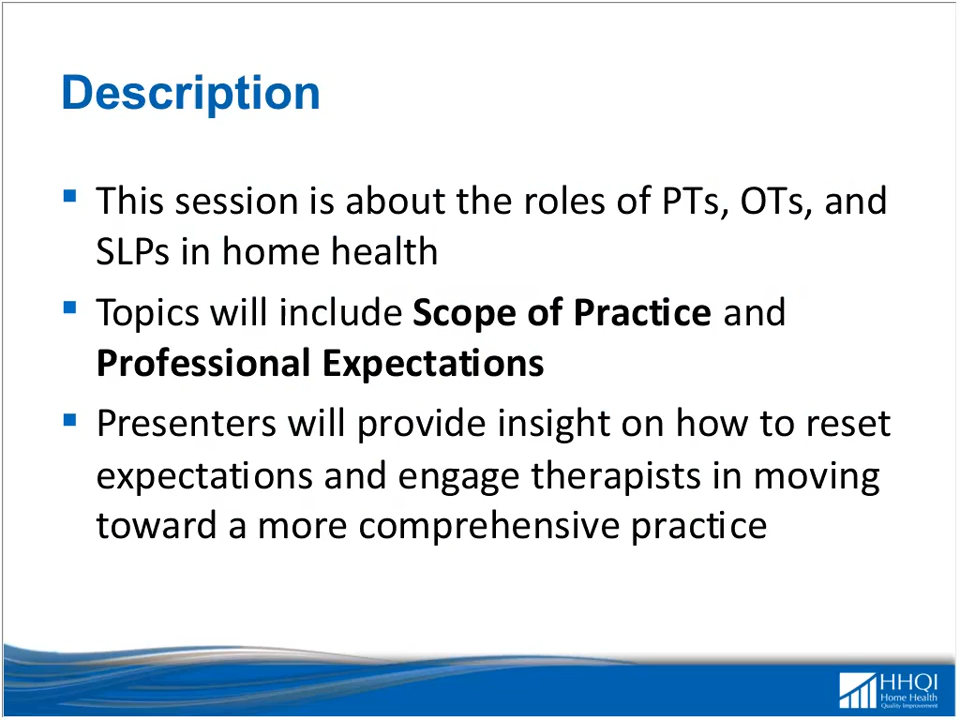 Description
▪ This session is about the roles of PTs, OTs, and
SLPs in home health
▪ Topics will include Scope of Practice and
Professional Expectations
▪ Presenters will provide insight on how to reset
expectations and engage therapists in moving
toward a more comprehensive practice
HHQI
Home Health
Quality Improvement